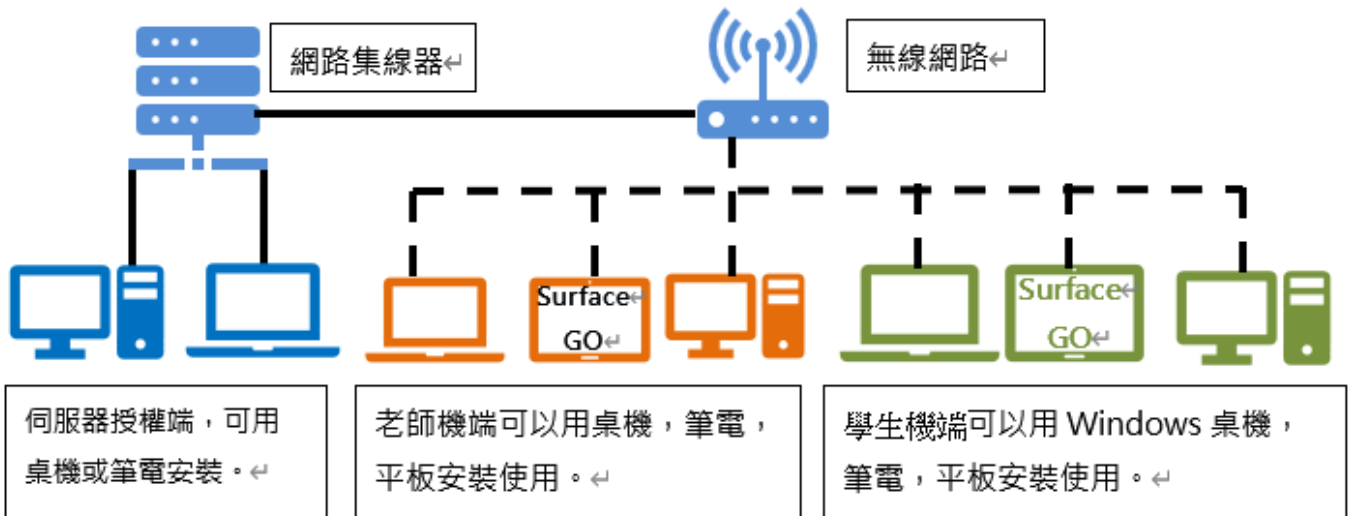 網路集線器↵
無線網路↵
Surface↵
GO↵
Surface↵
GO↵
伺服器授權端，可用
桌機或筆電安裝。↵
老師機端可以用桌機，筆電，
平板安裝使用。↵
學生機端可以用 Windows 桌機，
筆電，平板安裝使用。↵